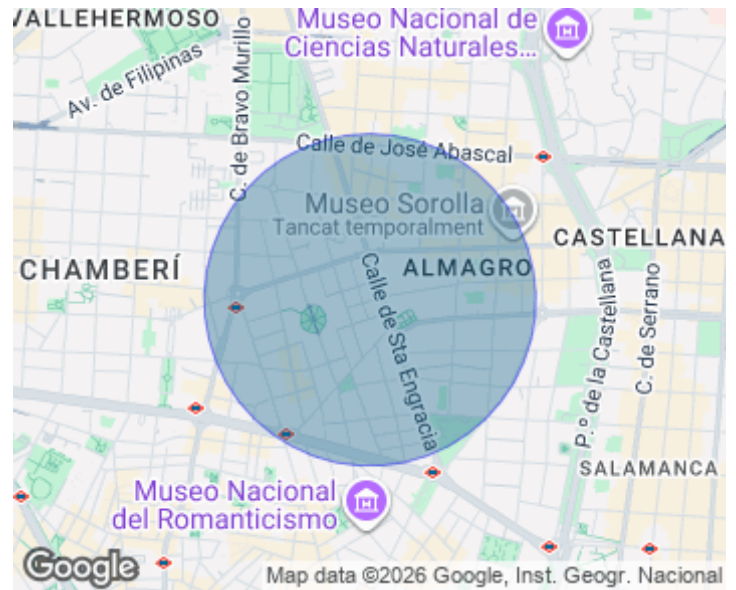 VALLEHERMOSO
Museo Nacional de
Ciencias Naturales...
Av. de Filipinas
C. de Bravo Murillo
Calle de José Abascal
Museo Sorolla
Tancat temporalment
CASTELLANA
CHAMBERÍ
ALMAGRO
Calle de Sta Engracia
P.º de la Castellana
C. de Serrano
SALAMANCA
Museo Nacional
del Romanticismo
Google
Map data ©2026 Google, Inst. Geogr. Nacional